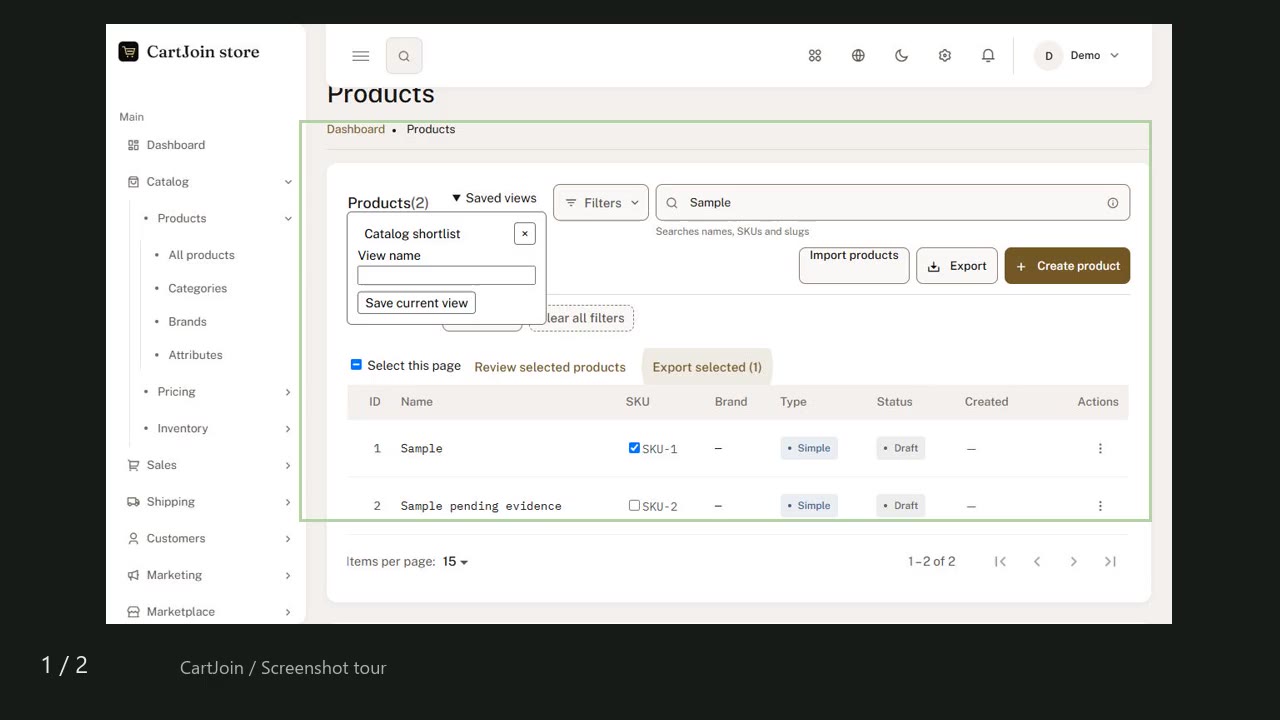 CartJoin store
Main
Dashboard
Catalog
Products
All products
Categories
Brands
Attributes
Pricing
Inventory
Sales
Shipping
Customers
Marketing
Marketplace
D Demo
Products
Dashboard • Products
Products(2)
Saved views
Filters
Sample
Searches names, SKUs and slugs
Catalog shortlist
View name
Save current view
Import products
Export
Create product
lear all filters
Select this page
Review selected products
Export selected (1)
ID Name SKU Brand Type Status Created Actions
1 Sample SKU-1 — Simple Draft —
2 Sample pending evidence SKU-2 — Simple Draft —
Items per page: 15
1–2 of 2
1 / 2
CartJoin / Screenshot tour